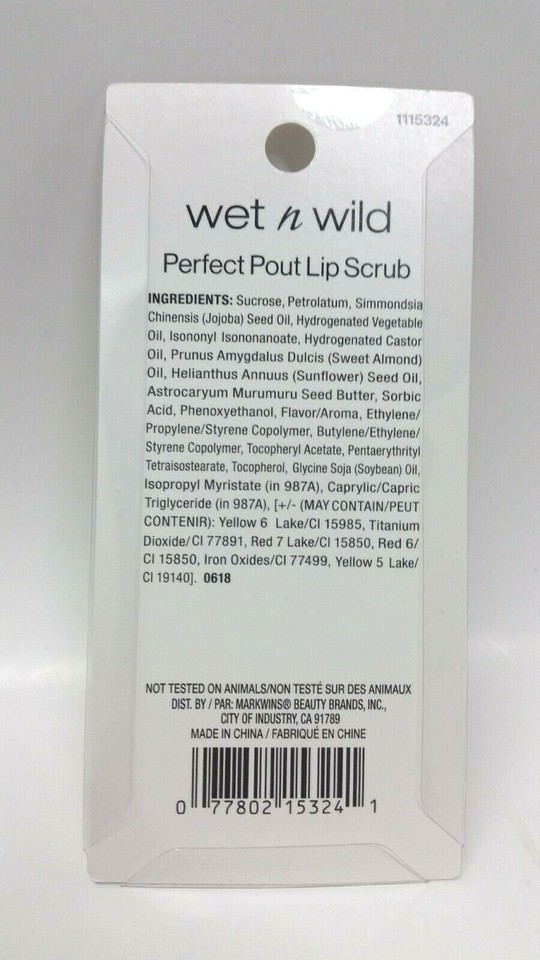 1115324
wet n wild
Perfect Pout Lip Scrub
INGREDIENTS: Sucrose, Petrolatum, Simmondsia
Chinensis (Jojoba) Seed Oil, Hydrogenated Vegetable
Oil, Isononyl Isononanoate, Hydrogenated Castor
Oil, Prunus Amygdalus Dulcis (Sweet Almond)
Oil, Helianthus Annuus (Sunflower) Seed Oil,
Astrocaryum Murumuru Seed Butter, Sorbic
Acid, Phenoxyethanol, Flavor/Aroma, Ethylene/
Propylene/Styrene Copolymer, Butylene/Ethylene/
Styrene Copolymer, Tocopheryl Acetate, Pentaerythrityl
Tetraisostearate, Tocopherol, Glycine Soja (Soybean) Oil,
Isopropyl Myristate (in 987A), Caprylic/Capric
Triglyceride (in 987A), [+/- (MAY CONTAIN/PEUT
CONTENIR): Yellow 6 Lake/CI 15985, Titanium
Dioxide/CI 77891, Red 7 Lake/CI 15850, Red 6/
CI 15850, Iron Oxides/CI 77499, Yellow 5 Lake/
CI 19140]. 0618
NOT TESTED ON ANIMALS/NON TESTÉ SUR DES ANIMAUX
DIST. BY / PAR: MARKWINS® BEAUTY BRANDS, INC.,
CITY OF INDUSTRY, CA 91789
MADE IN CHINA / FABRIQUÉ EN CHINE
0 77802 15324 1